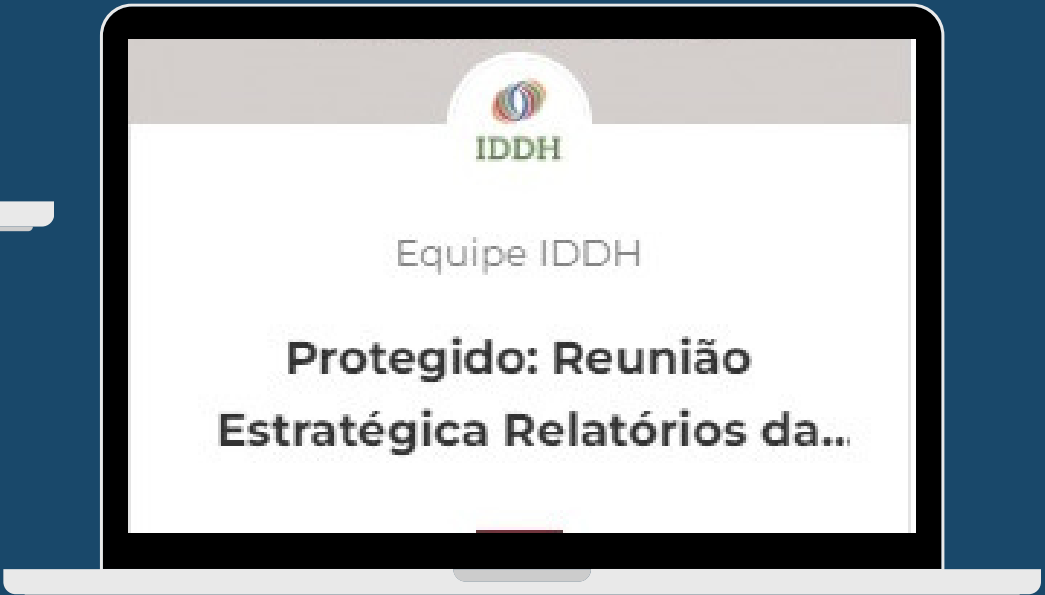 IDDH
Equipe IDDH
Protegido: Reunião
Estratégica Relatórios da...